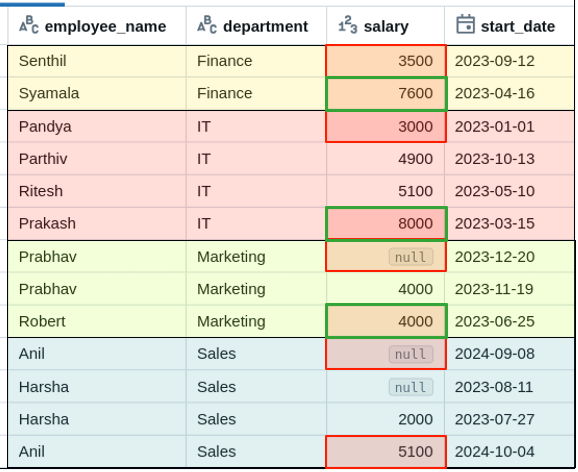 employee_name department salary start_date
Senthil Finance 3500 2023-09-12
Syamala Finance 7600 2023-04-16
Pandya IT 3000 2023-01-01
Parthiv IT 4900 2023-10-13
Ritesh IT 5100 2023-05-10
Prakash IT 8000 2023-03-15
Prabhav Marketing null 2023-12-20
Prabhav Marketing 4000 2023-11-19
Robert Marketing 4000 2023-06-25
Anil Sales null 2024-09-08
Harsha Sales null 2023-08-11
Harsha Sales 2000 2023-07-27
Anil Sales 5100 2024-10-04